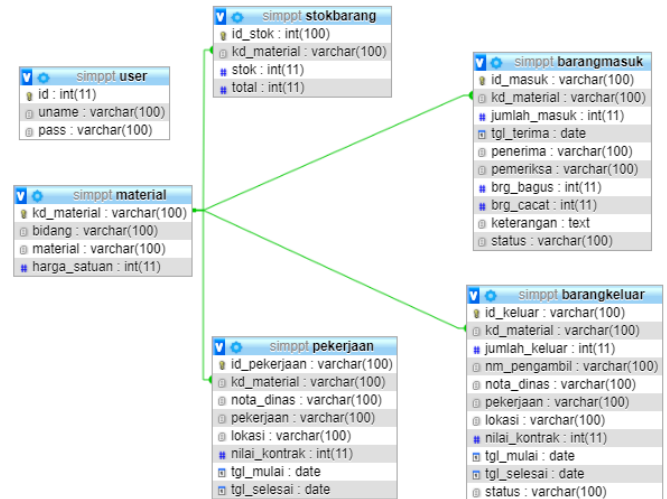 simppt stokbarang
id_stok : int(100)
kd_material : varchar(100)
stok : int(11)
total : int(11)
simppt user
id : int(11)
uname : varchar(100)
pass : varchar(100)
simppt barangmasuk
id_masuk : varchar(100)
kd_material : varchar(100)
jumlah_masuk : int(11)
tgl_terima : date
penerima : varchar(100)
pemeriksa : varchar(100)
brg_bagus : int(11)
brg_cacat : int(11)
keterangan : text
status : varchar(100)
simppt material
kd_material : varchar(100)
bidang : varchar(100)
material : varchar(100)
harga_satuan : int(11)
simppt pekerjaan
id_pekerjaan : varchar(100)
kd_material : varchar(100)
nota_dinas : varchar(100)
pekerjaan : varchar(100)
lokasi : varchar(100)
nilai_kontrak : int(11)
tgl_mulai : date
tgl_selesai : date
simppt barangkeluar
id_keluar : varchar(100)
kd_material : varchar(100)
jumlah_keluar : int(11)
nm_pengambil : varchar(100)
nota_dinas : varchar(100)
pekerjaan : varchar(100)
lokasi : varchar(100)
nilai_kontrak : int(11)
tgl_mulai : date
tgl_selesai : date
status : varchar(100)